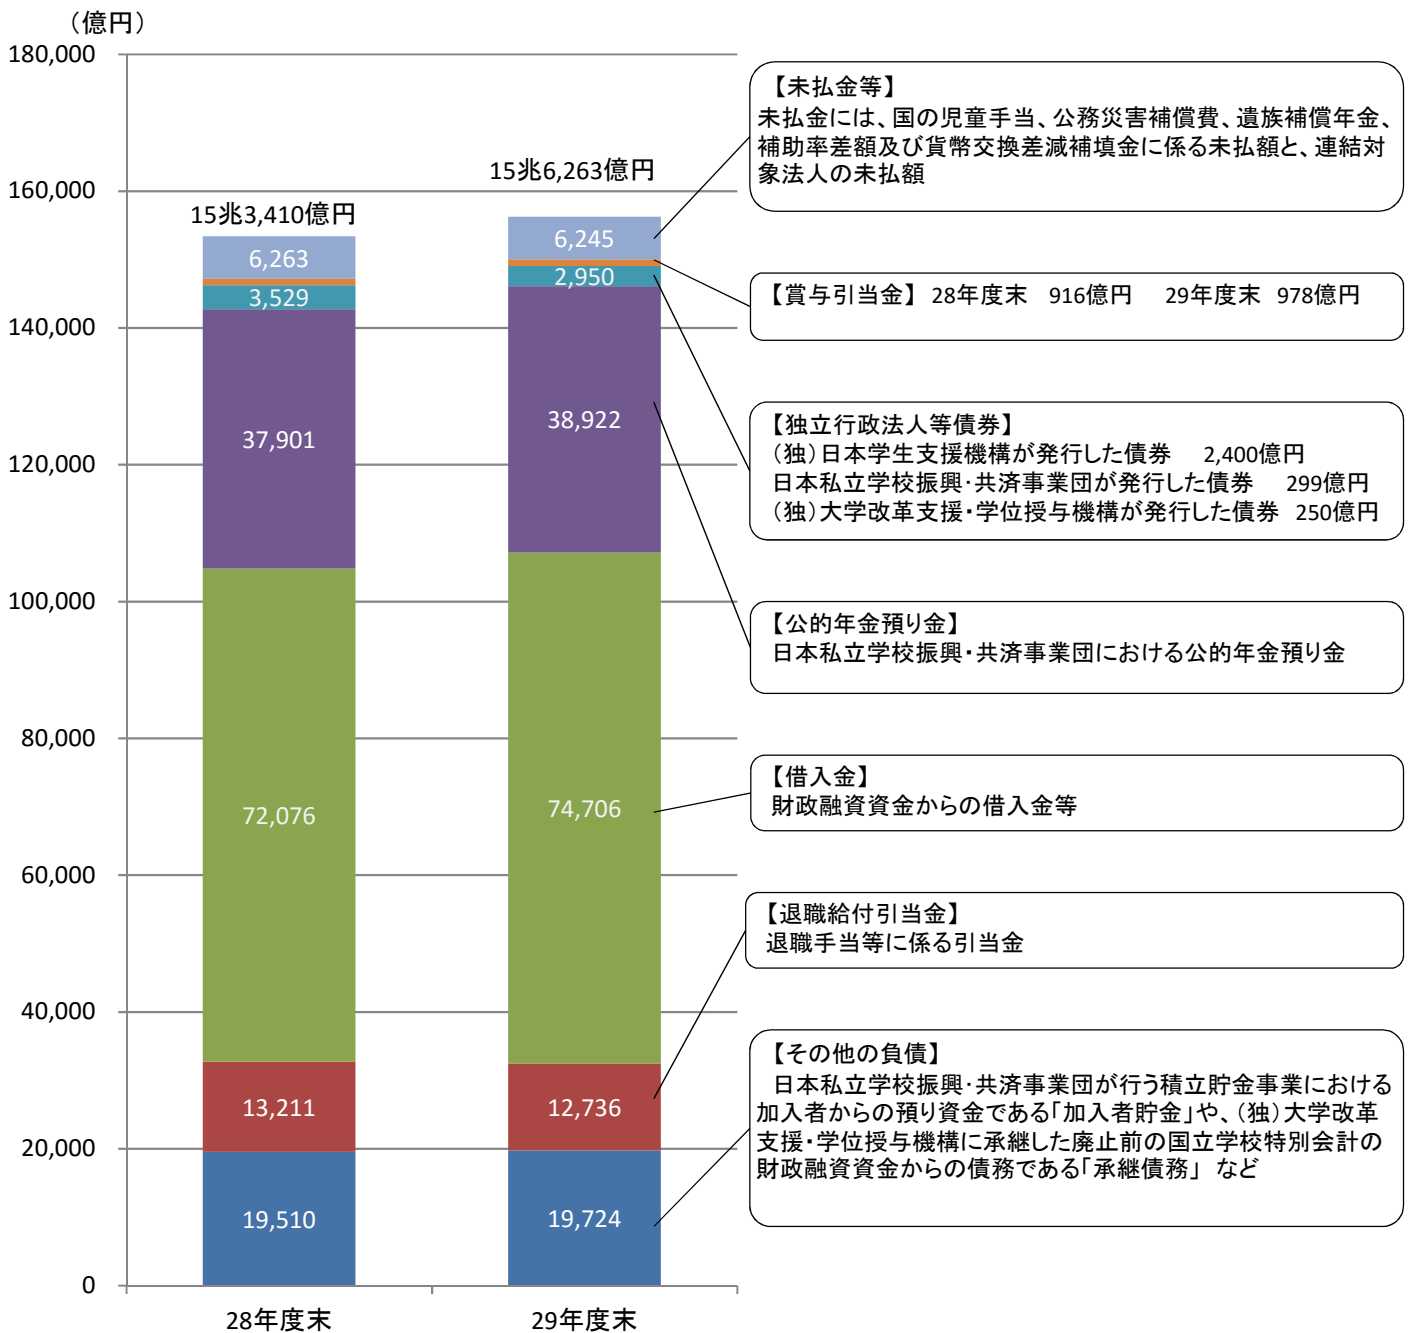 （億円）
180,000
160,000
140,000
120,000
100,000
80,000
60,000
40,000
20,000
0
15兆3,410億円
6,263
3,529
37,901
72,076
13,211
19,510
28年度末
15兆6,263億円
6,245
2,950
38,922
74,706
12,736
19,724
29年度末
【未払金等】
未払金には、国の児童手当、公務災害補償費、遺族補償年金、
補助率差額及び貨幣交換差減補填金に係る未払額と、連結対
象法人の未払額
【賞与引当金】 28年度末 916億円 29年度末 978億円
【独立行政法人等債券】
（独）日本学生支援機構が発行した債券 2,400億円
日本私立学校振興・共済事業団が発行した債券 299億円
（独）大学改革支援・学位授与機構が発行した債券 250億円
【公的年金預り金】
日本私立学校振興・共済事業団における公的年金預り金
【借入金】
財政融資資金からの借入金等
【退職給付引当金】
退職手当等に係る引当金
【その他の負債】
日本私立学校振興・共済事業団が行う積立貯金事業における
加入者からの預り資金である「加入者貯金」や、（独）大学改革
支援・学位授与機構に承継した廃止前の国立学校特別会計の
財政融資資金からの債務である「承継債務」 など